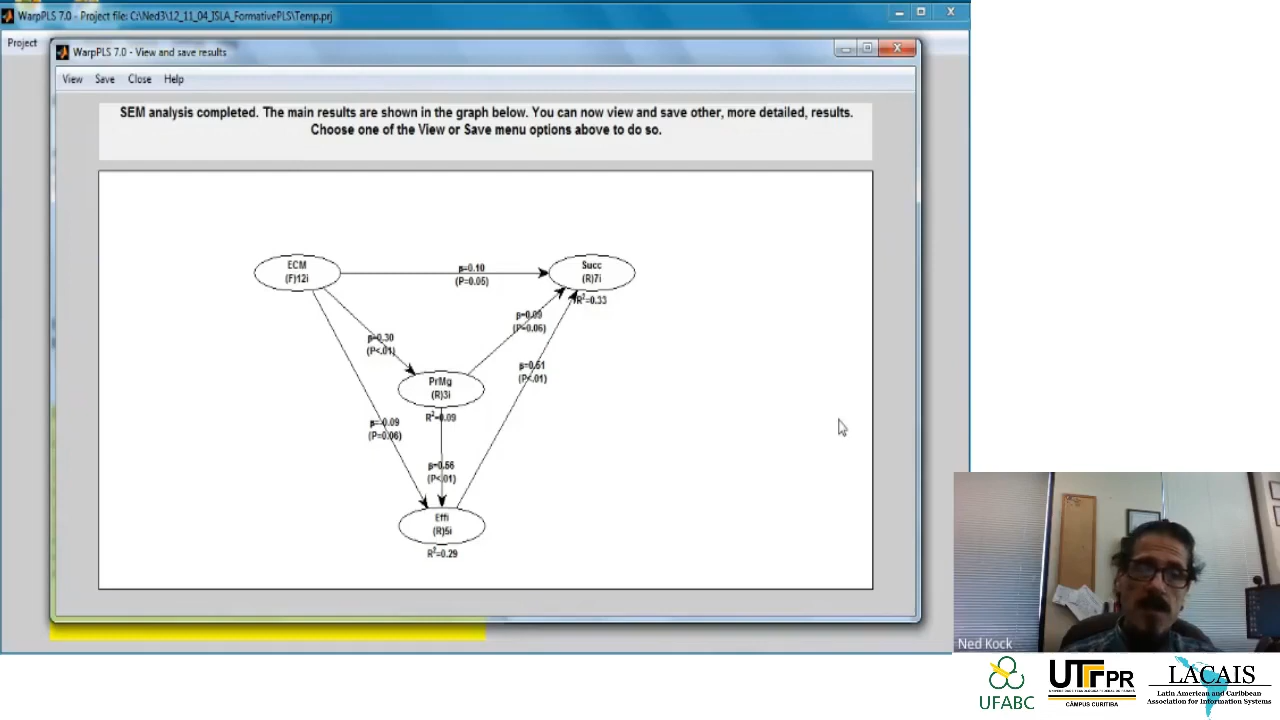 WarpPLS 7.0 - Project file: C:\Ned3\12_11_04_ISLA_FormativePLS\Temp.prj
Project
WarpPLS 7.0 - View and save results
View Save Close Help
SEM analysis completed. The main results are shown in the graph below. You can now view and save other, more detailed, results.
Choose one of the View or Save menu options above to do so.
ECM
(F)12i
β=0.10
(P=0.05)
Succ
(R)7i
R²=0.33
β=0.09
(P=0.06)
β=0.30
(P<.01)
β=0.51
(P<.01)
PrMg
(R)3i
R²=0.09
β=-0.09
(P=0.06)
β=0.56
(P<.01)
Effi
(R)5i
R²=0.29
Ned Kock
UFABC
UTFPR
CÂMPUS CURITIBA
LACAIS
Latin American and Caribbean
Association for Information Systems